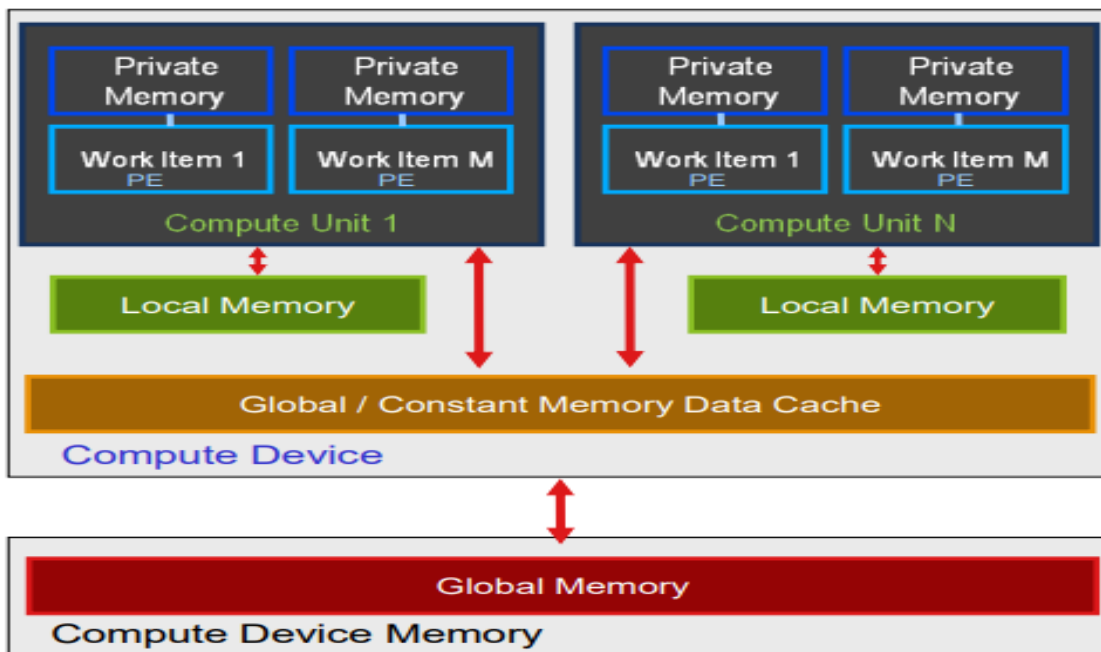 Private
Memory
Private
Memory
Work Item 1
PE
Work Item M
PE
Compute Unit 1
Private
Memory
Private
Memory
Work Item 1
PE
Work Item M
PE
Compute Unit N
Local Memory
Local Memory
Global / Constant Memory Data Cache
Compute Device
Global Memory
Compute Device Memory